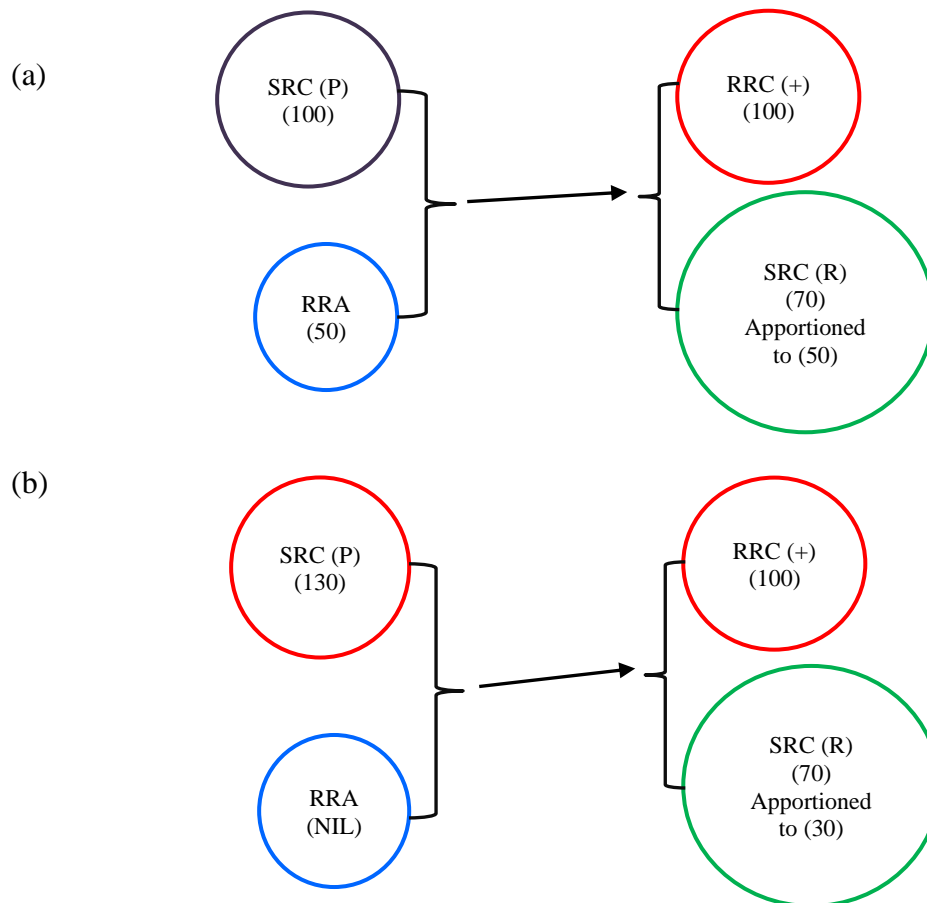 (a)
SRC (P)
(100)
RRA
(50)
RRC (+)
(100)
SRC (R)
(70)
Apportioned
to (50)
(b)
SRC (P)
(130)
RRA
(NIL)
RRC (+)
(100)
SRC (R)
(70)
Apportioned
to (30)